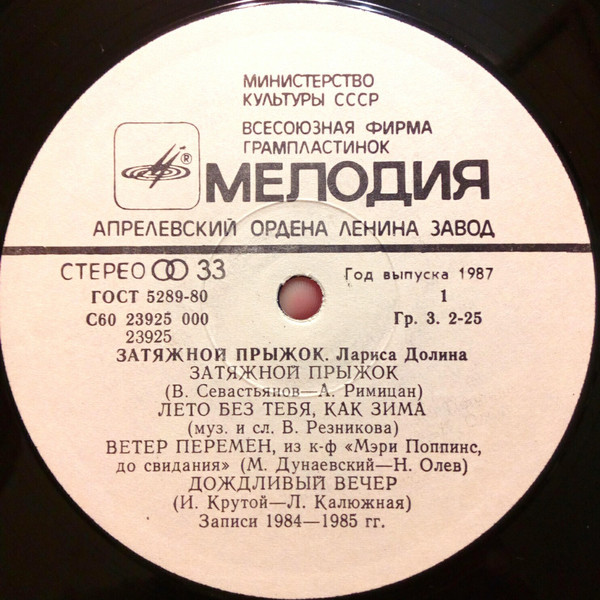 МИНИСТЕРСТВО
КУЛЬТУРЫ СССР
ВСЕСОЮЗНАЯ ФИРМА
ГРАМПЛАСТИНОК
® МЕЛОДИЯ
АПРЕЛЕВСКИЙ ОРДЕНА ЛЕНИНА ЗАВОД
СТЕРЕО 33 Год выпуска 1987
ГОСТ 5289-80 1
С60 23925 000 Гр. 3. 2-25
23925
ЗАТЯЖНОЙ ПРЫЖОК. Лариса Долина
ЗАТЯЖНОЙ ПРЫЖОК
(В. Севастьянов—А. Римицан)
ЛЕТО БЕЗ ТЕБЯ, КАК ЗИМА
(муз. и сл. В. Резникова)
ВЕТЕР ПЕРЕМЕН, из к-ф «Мэри Поппинс,
до свидания» (М. Дунаевский—Н. Олев)
ДОЖДЛИВЫЙ ВЕЧЕР
(И. Крутой—Л. Калюжная)
Записи 1984—1985 гг.